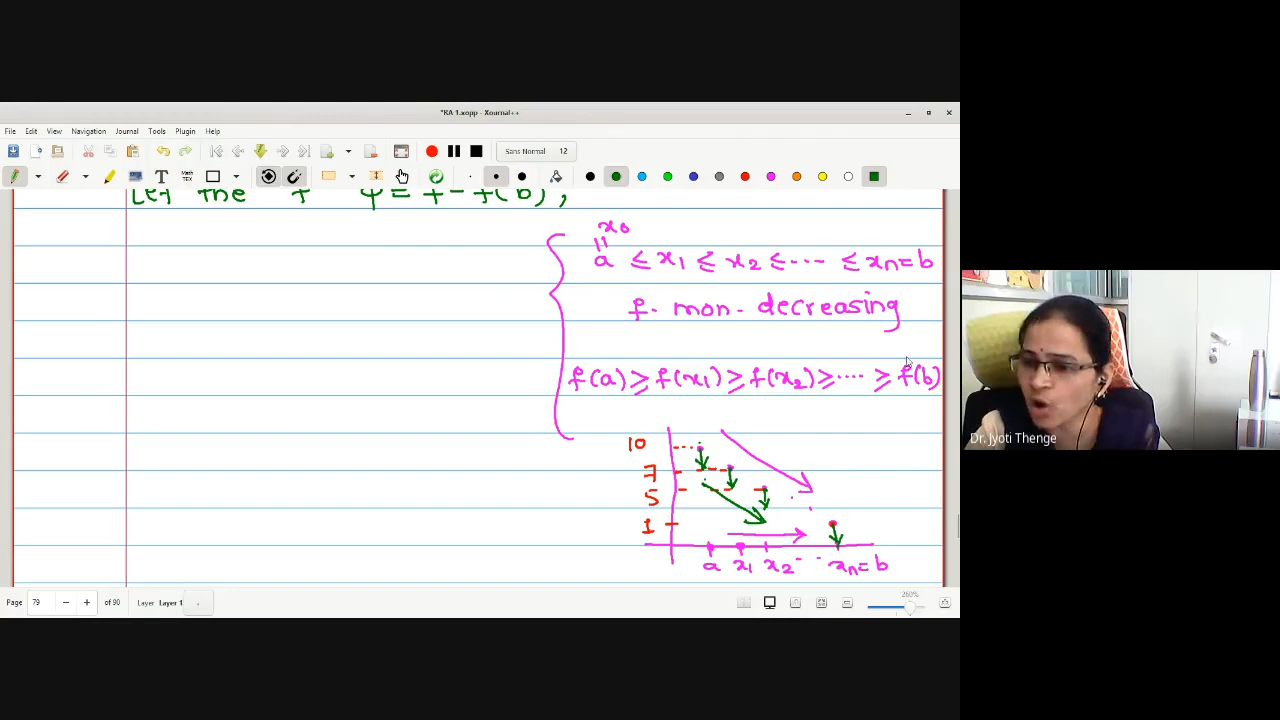 *RA 1.xopp - Xournal++
File Edit View Navigation Journal Tools Plugin Help
Sans Normal 12
Let the f ψ = f - f(b),
x0
a ≤ x1 ≤ x2 ≤ .... ≤ xn = b
f. mon- decreasing
f(a) ≥ f(x1) ≥ f(x2) ≥ .... ≥ f(b)
10
7
5
1
a x1 x2 - - - xn = b
Dr. Jyoti Thenge
Page 79 of 90 Layer Layer 1
260%